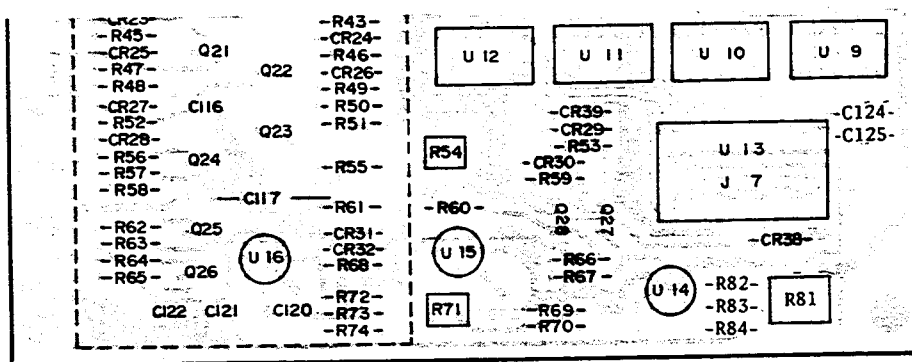 -CR23-
-R45-
-CR25-
-R47-
-R48-
-CR27-
-R52-
-CR28-
-R56-
-R57-
-R58-
-R62-
-R63-
-R64-
-R65-
Q21
Q22
C116
Q23
Q24
C117
Q25
Q26
U 16
C122 C121 C120
-R43-
-CR24-
-R46-
-CR26-
-R49-
-R50-
-R51-
-R55-
-R61-
-CR31-
-CR32-
-R68-
-R72-
-R73-
-R74-
U 12 U 11 U 10 U 9
R54
-R60-
U 15
R71
-CR39-
-CR29-
-R53-
-CR30-
-R59-
Q28 Q27
-R66-
-R67-
-R69-
-R70-
-C124-
-C125-
U 13
J 7
-CR38-
U 14
-R82-
-R83-
-R84-
R81